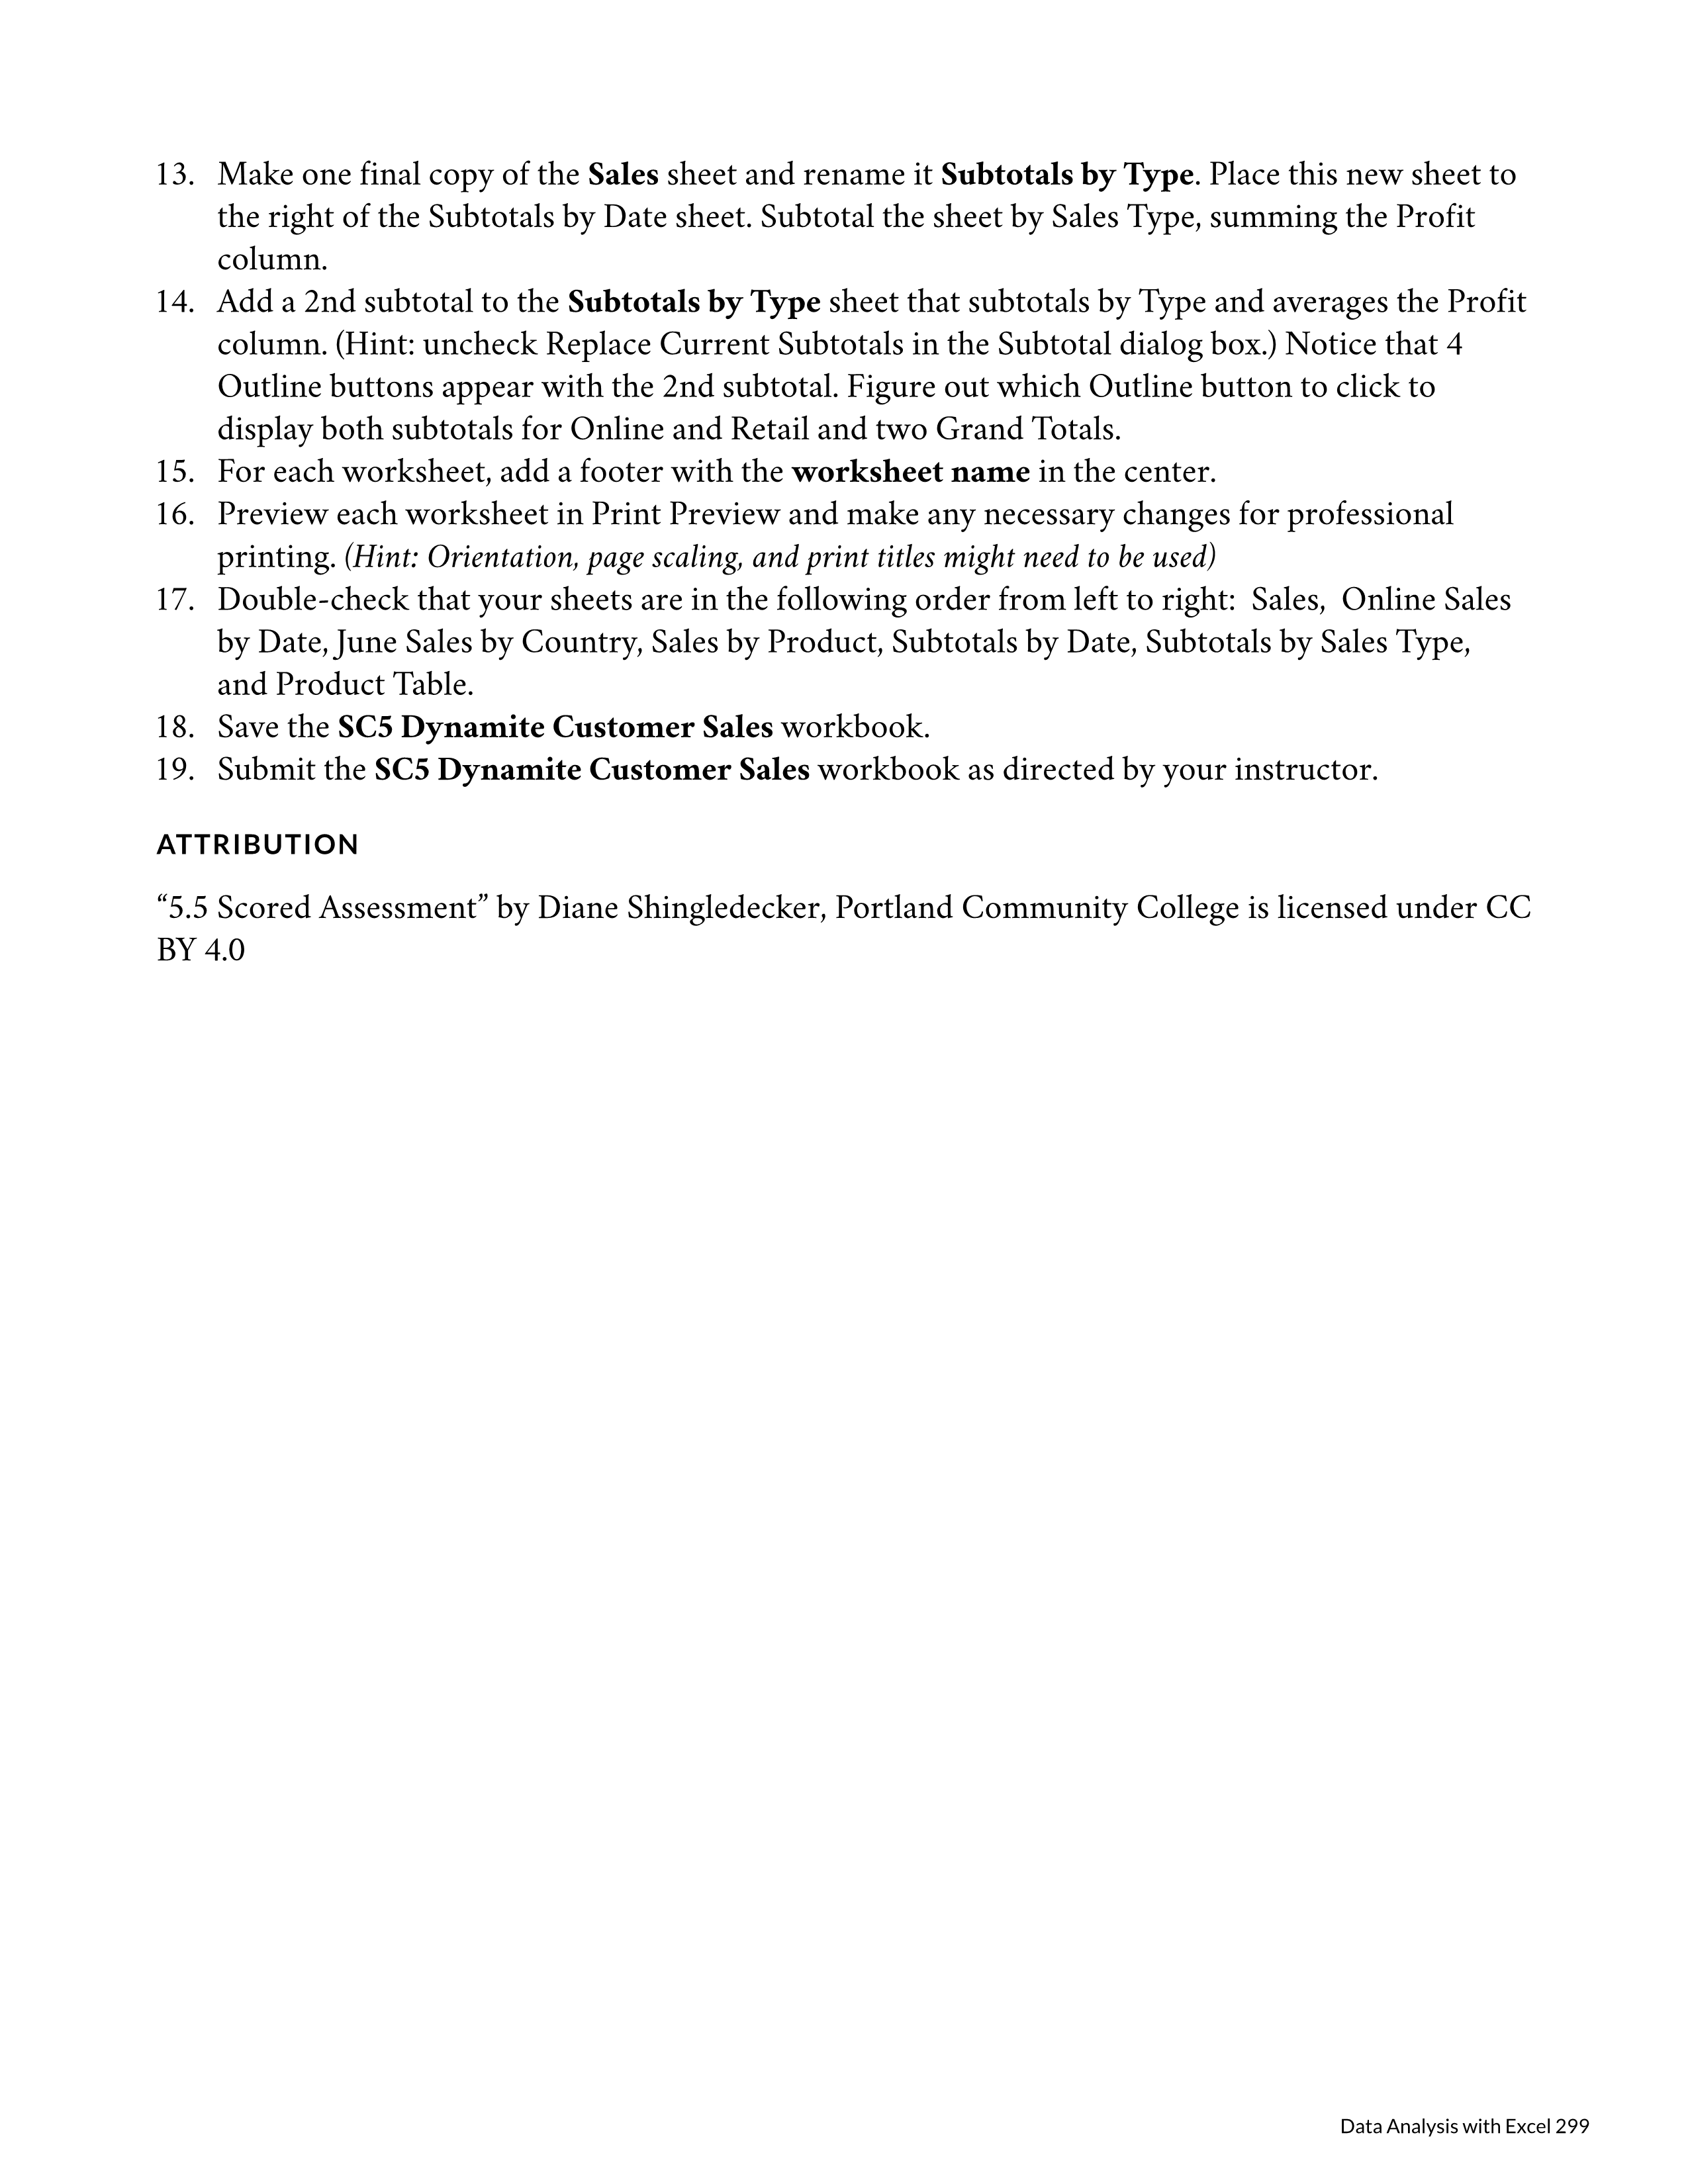 13. Make one final copy of the Sales sheet and rename it Subtotals by Type. Place this new sheet to
the right of the Subtotals by Date sheet. Subtotal the sheet by Sales Type, summing the Profit
column.
14. Add a 2nd subtotal to the Subtotals by Type sheet that subtotals by Type and averages the Profit
column. (Hint: uncheck Replace Current Subtotals in the Subtotal dialog box.) Notice that 4
Outline buttons appear with the 2nd subtotal. Figure out which Outline button to click to
display both subtotals for Online and Retail and two Grand Totals.
15. For each worksheet, add a footer with the worksheet name in the center.
16. Preview each worksheet in Print Preview and make any necessary changes for professional
printing. (Hint: Orientation, page scaling, and print titles might need to be used)
17. Double-check that your sheets are in the following order from left to right:  Sales,  Online Sales
by Date, June Sales by Country, Sales by Product, Subtotals by Date, Subtotals by Sales Type,
and Product Table.
18. Save the SC5 Dynamite Customer Sales workbook.
19. Submit the SC5 Dynamite Customer Sales workbook as directed by your instructor.
ATTRIBUTION
“5.5 Scored Assessment” by Diane Shingledecker, Portland Community College is licensed under CC
BY 4.0
Data Analysis with Excel 299